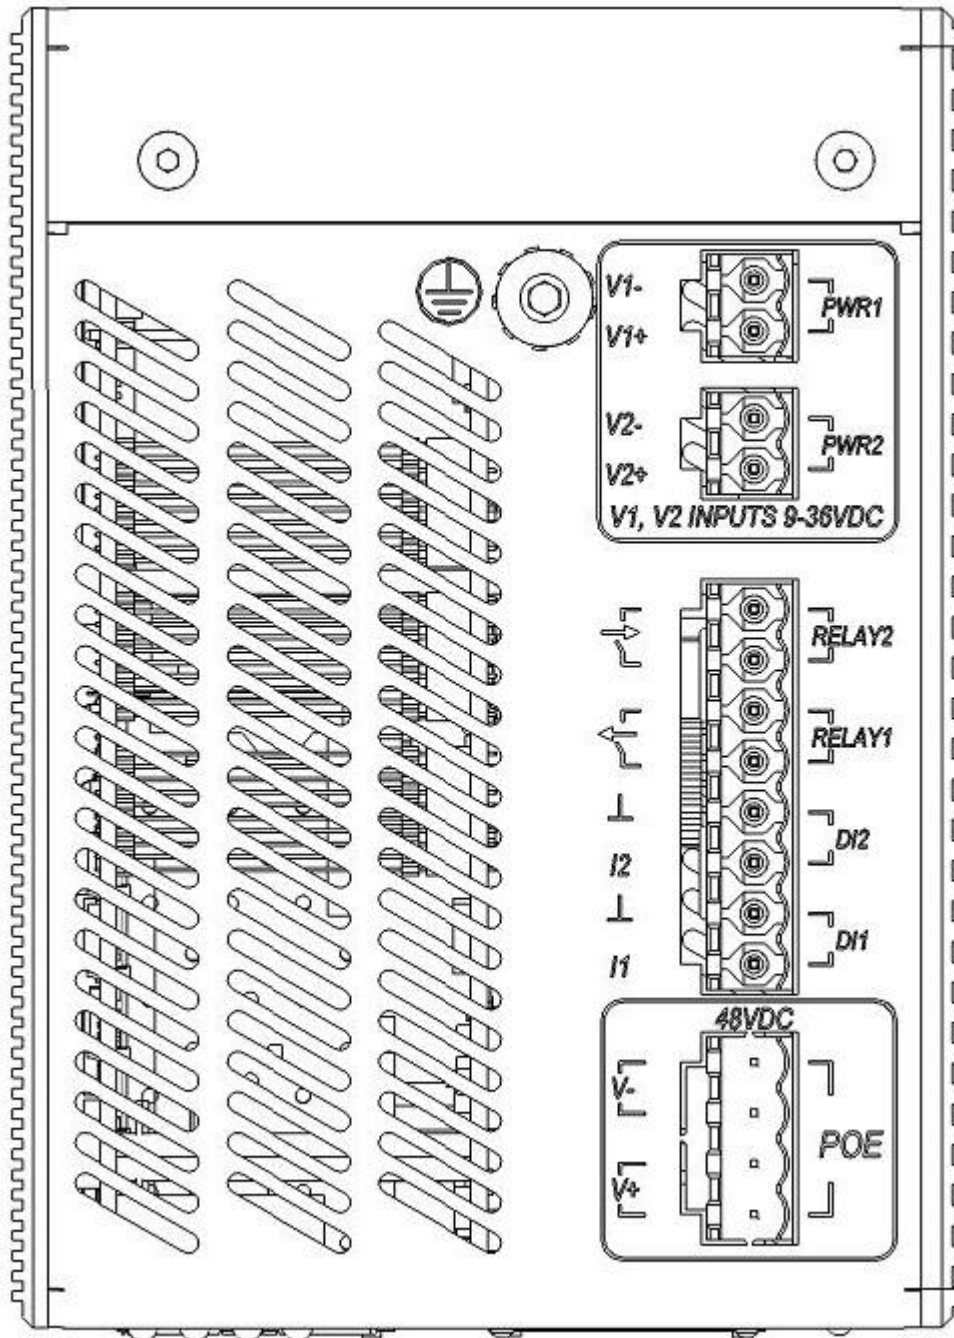 V1-
V1+
PWR1
V2-
V2+
PWR2
V1, V2 INPUTS 9-36VDC
RELAY2
RELAY1
I2
DI2
I1
DI1
48VDC
V-
V+
POE